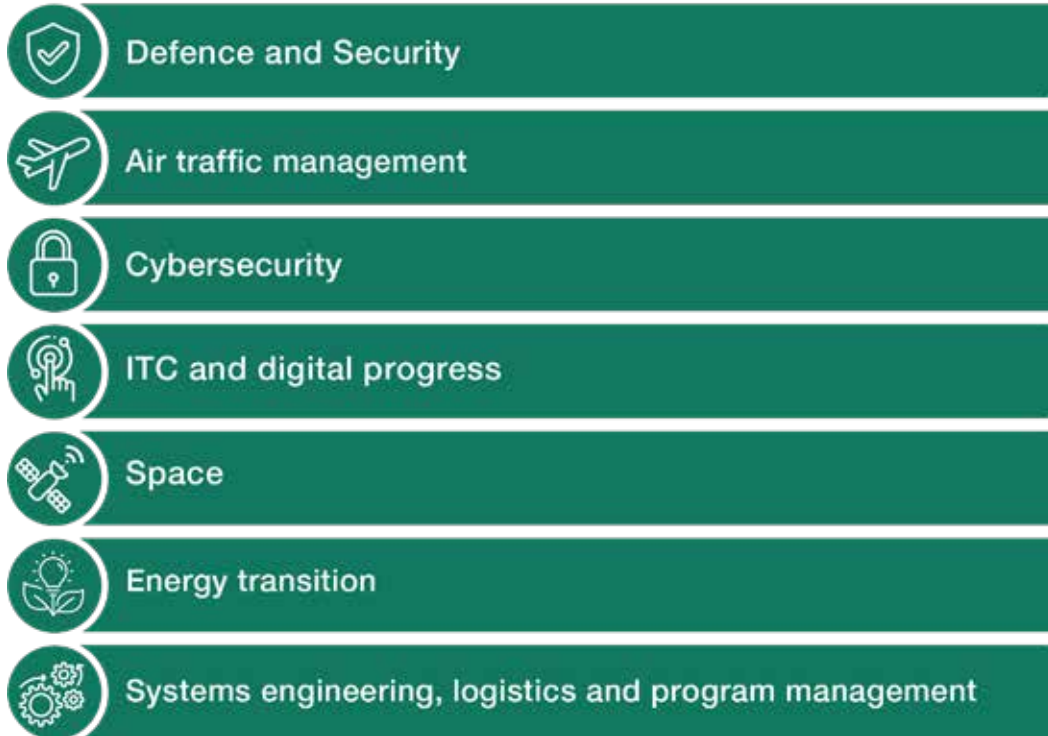 Defence and Security
Air traffic management
Cybersecurity
ITC and digital progress
Space
Energy transition
Systems engineering, logistics and program management